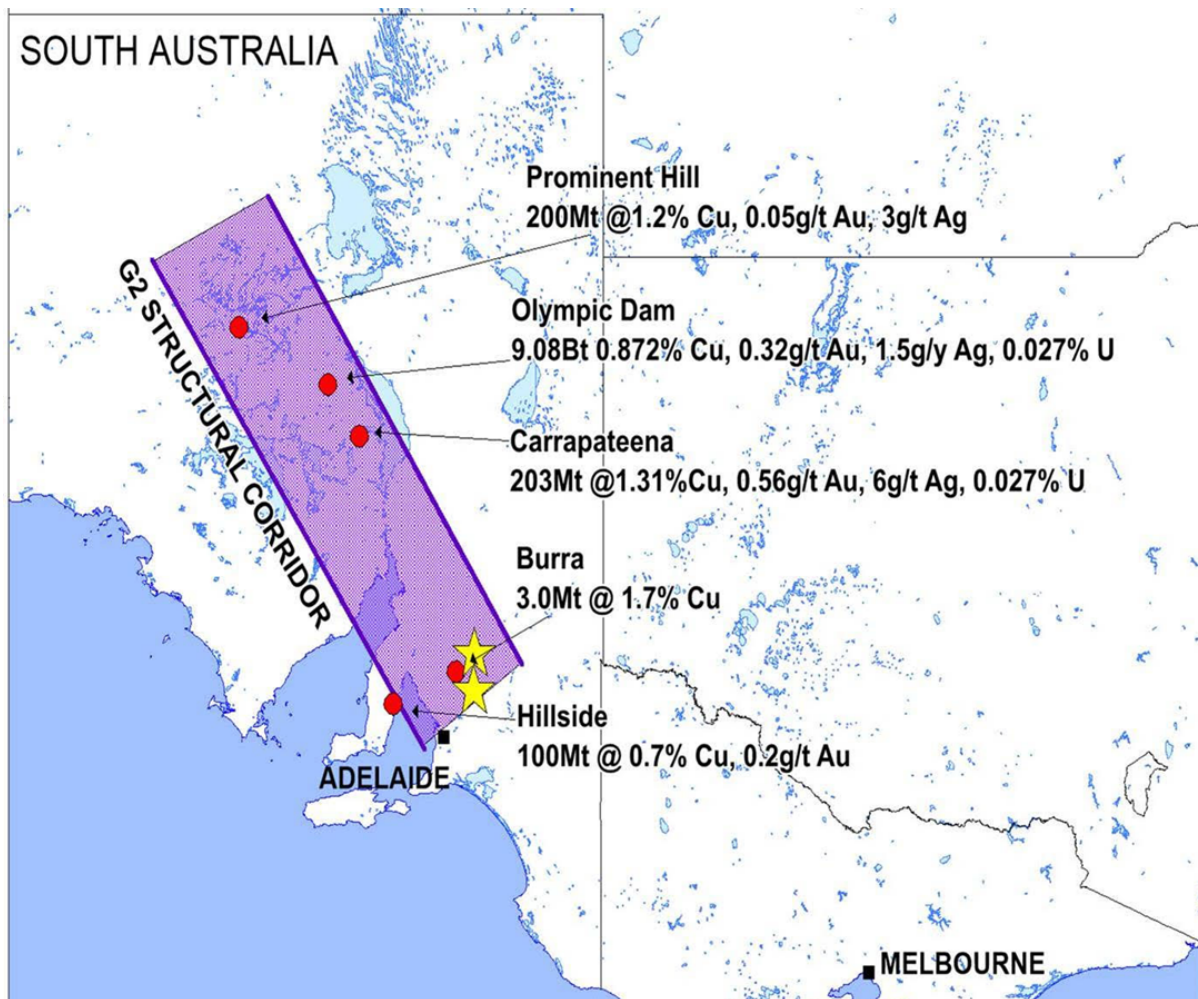 SOUTH AUSTRALIA
Prominent Hill
200Mt @1.2% Cu, 0.05g/t Au, 3g/t Ag
G2 STRUCTURAL CORRIDOR
Olympic Dam
9.08Bt 0.872% Cu, 0.32g/t Au, 1.5g/y Ag, 0.027% U
Carrapateena
203Mt @1.31%Cu, 0.56g/t Au, 6g/t Ag, 0.027% U
Burra
3.0Mt @ 1.7% Cu
Hillside
100Mt @ 0.7% Cu, 0.2g/t Au
ADELAIDE
MELBOURNE